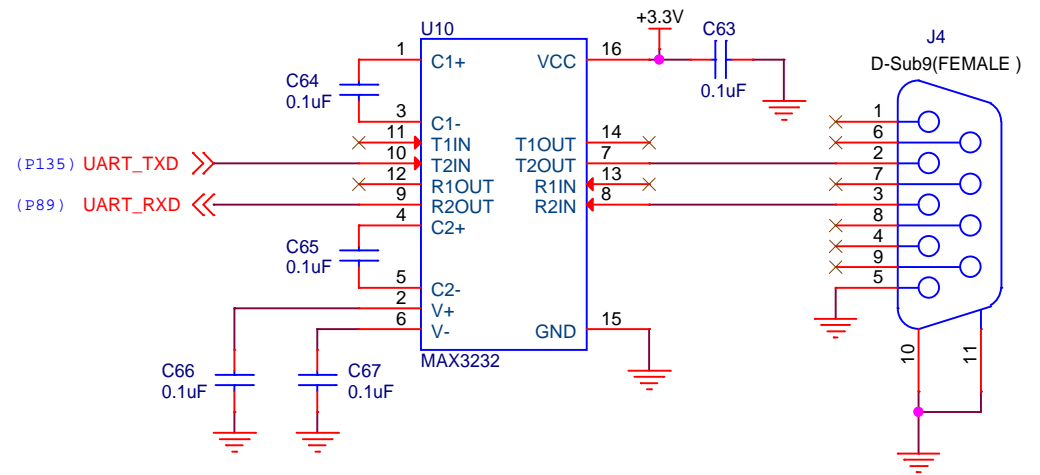 +3.3V
U10
C63
J4
D-Sub9(FEMALE )
1
C1+
VCC
16
C64
0.1uF
0.1uF
3
C1-
1
11
T1IN
T1OUT
14
6
(P135) UART_TXD
10
T2IN
T2OUT
7
2
12
R1OUT
R1IN
13
7
(P89) UART_RXD
9
R2OUT
R2IN
8
3
4
C2+
8
C65
0.1uF
4
9
5
C2-
5
2
V+
6
V-
GND
15
MAX3232
C66
0.1uF
C67
0.1uF
10
11